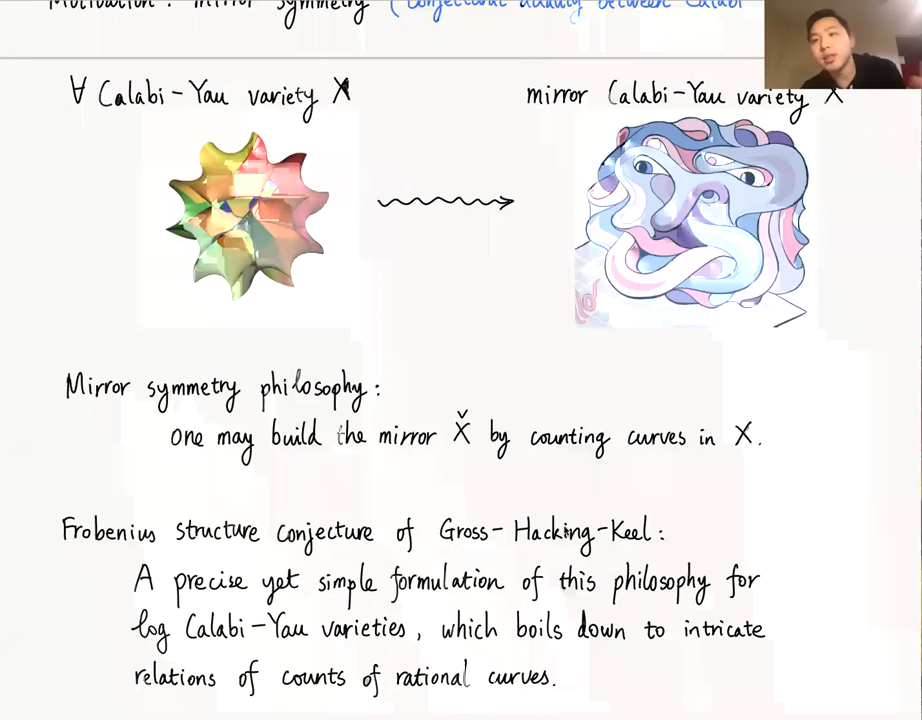 Motivation: mirror symmetry (conjectural duality between Calabi
∀ Calabi-Yau variety X
mirror Calabi-Yau variety X̌
Mirror symmetry philosophy:
one may build the mirror X̌ by counting curves in X.
Frobenius structure conjecture of Gross-Hacking-Keel:
A precise yet simple formulation of this philosophy for
log Calabi-Yau varieties, which boils down to intricate
relations of counts of rational curves.